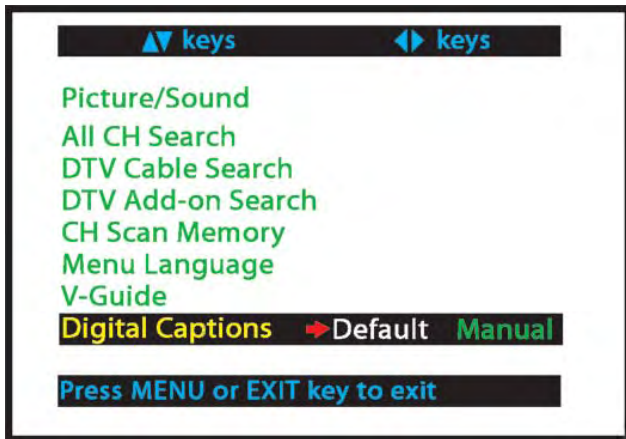 ▲▼ keys ◀▶ keys
Picture/Sound
All CH Search
DTV Cable Search
DTV Add-on Search
CH Scan Memory
Menu Language
V-Guide
Digital Captions ➡Default Manual
Press MENU or EXIT key to exit